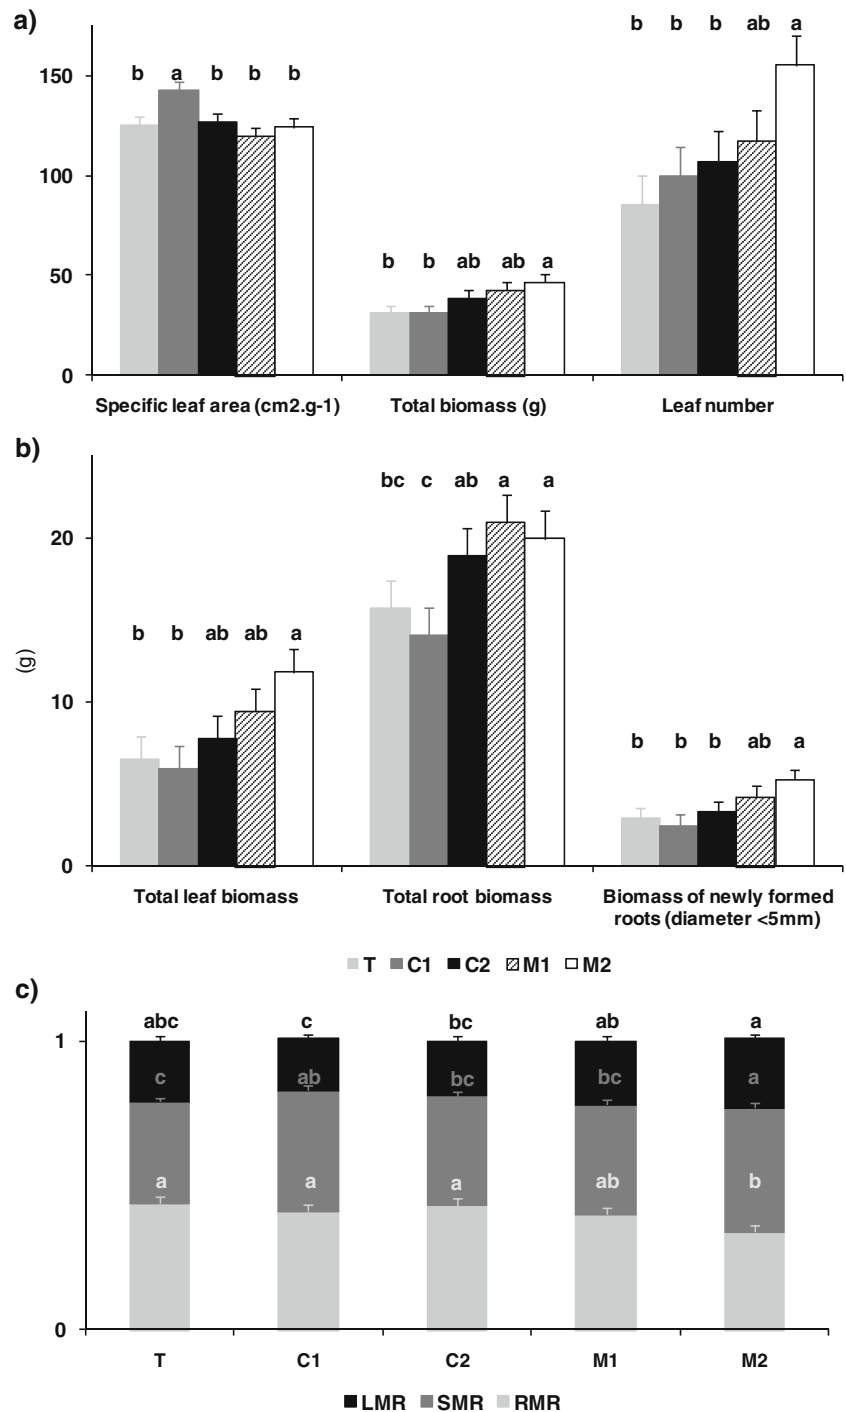 a)
b b b ab a
150
b a b b b
100
50
b b ab ab a
0
Specific leaf area (cm2.g-1) Total biomass (g) Leaf number
b)
bc c ab a a
20
b b ab ab a
(g)
10
b b b ab a
0
Total leaf biomass Total root biomass Biomass of newly formed
roots (diameter <5mm)
T C1 C2 M1 M2
c)
abc c bc ab a
1
c ab bc bc a
a a a ab b
0
T C1 C2 M1 M2
LMR SMR RMR